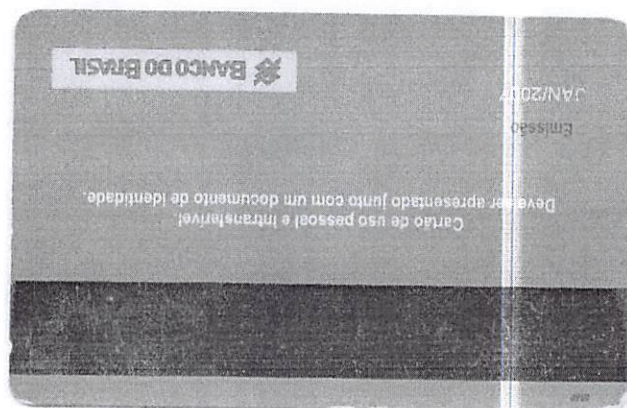 Cartão de uso pessoal e intransferível.
Deve ser apresentado junto com um documento de identidade.
Emissão
JAN/2007
BANCO DO BRASIL